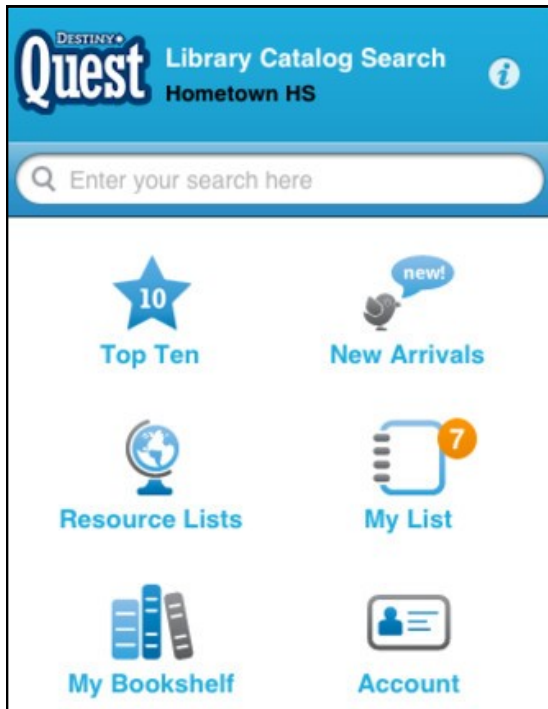 DESTINY
Quest
Library Catalog Search
Hometown HS
i
Enter your search here
10
new!
Top Ten
New Arrivals
7
Resource Lists
My List
My Bookshelf
Account